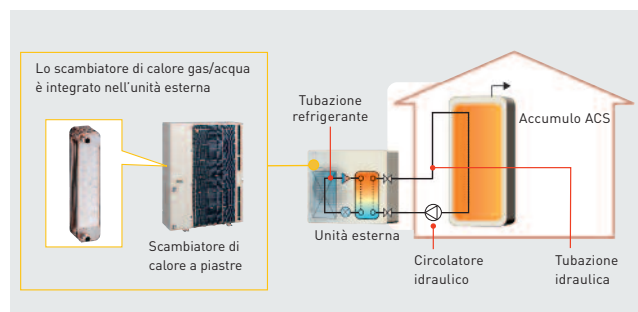 Lo scambiatore di calore gas/acqua
è integrato nell'unità esterna
Scambiatore di
calore a piastre
Tubazione
refrigerante
Unità esterna
Accumulo ACS
Circolatore
idraulico
Tubazione
idraulica